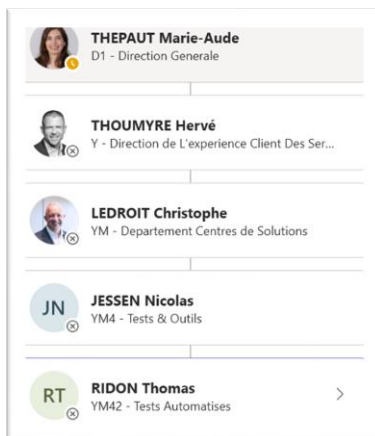 THEPAUT Marie-Aude
D1 - Direction Generale
THOUMYRE Hervé
Y - Direction de L'experience Client Des Ser...
LEDROIT Christophe
YM - Departement Centres de Solutions
JN
JESSEN Nicolas
YM4 - Tests & Outils
RT
RIDON Thomas
YM42 - Tests Automatises